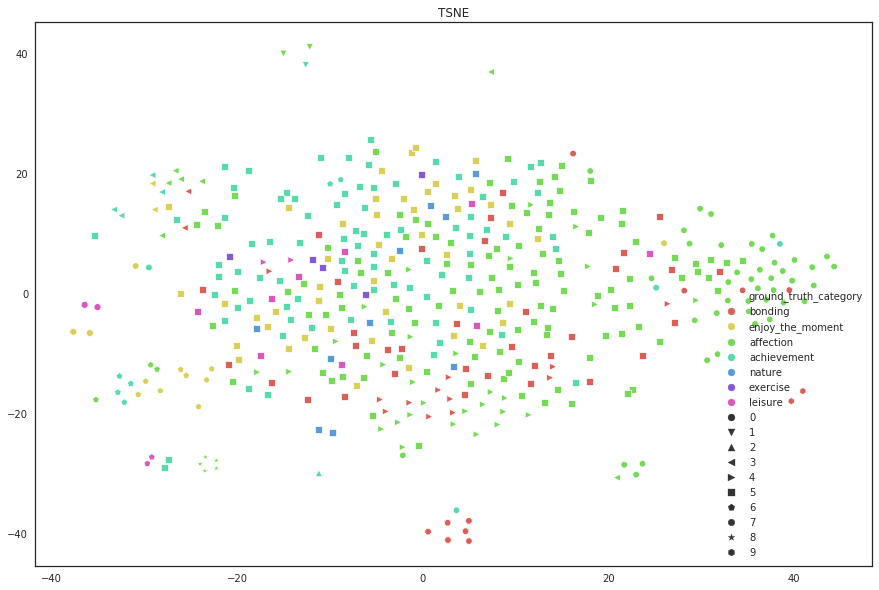 TSNE
40
20
0
−20
−40
−40
−20
0
20
40
ground_truth_category
bonding
enjoy_the_moment
affection
achievement
nature
exercise
leisure
0
1
2
3
4
5
6
7
8
9